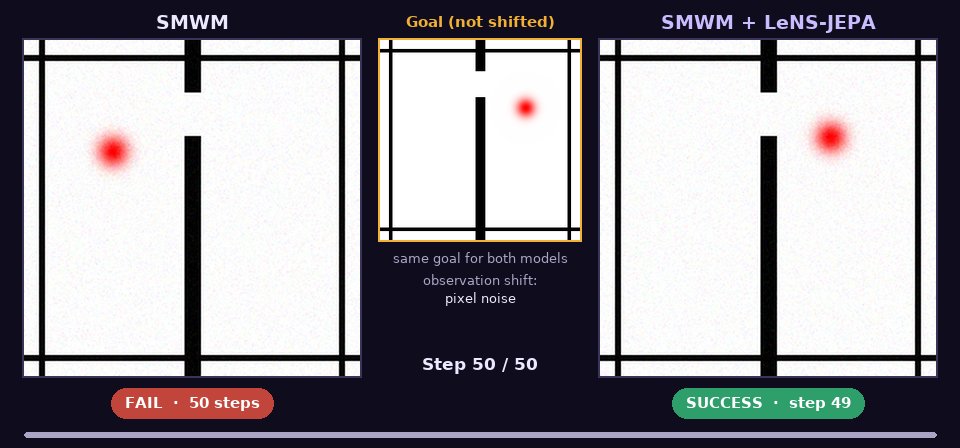 SMWM
Goal (not shifted)
SMWM + LeNS-JEPA
same goal for both models
observation shift:
pixel noise
Step 50 / 50
FAIL · 50 steps
SUCCESS · step 49